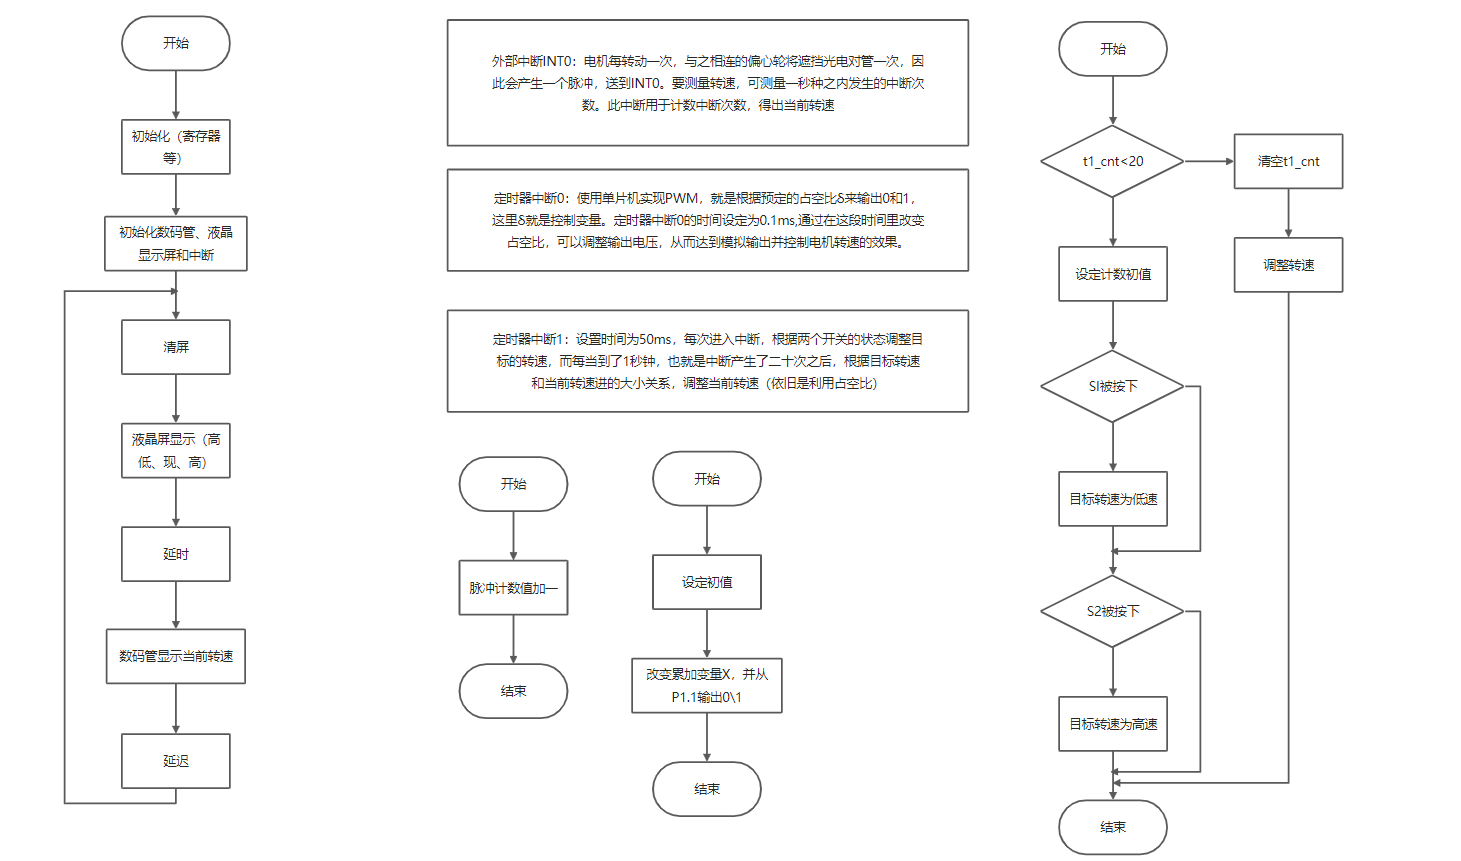 开始
初始化（寄存器
等）
初始化数码管、液晶
显示屏和中断
清屏
液晶屏显示（高
低、现、高）
延时
数码管显示当前转速
延迟
外部中断INT0：电机每转动一次，与之相连的偏心轮将遮挡光电对管一次，因
此会产生一个脉冲，送到INT0。要测量转速，可测量一秒种之内发生的中断次
数。此中断用于计数中断次数，得出当前转速
定时器中断0：使用单片机实现PWM，就是根据预定的占空比δ来输出0和1，
这里δ就是控制变量。定时器中断0的时间设定为0.1ms,通过在这段时间里改变
占空比，可以调整输出电压，从而达到模拟输出并控制电机转速的效果。
定时器中断1：设置时间为50ms，每次进入中断，根据两个开关的状态调整目
标的转速，而每当到了1秒钟，也就是中断产生了二十次之后，根据目标转速
和当前转速进的大小关系，调整当前转速（依旧是利用占空比）
开始
脉冲计数值加一
结束
开始
设定初值
改变累加变量X，并从
P1.1输出0\1
结束
开始
t1_cnt<20
清空t1_cnt
调整转速
设定计数初值
SI被按下
目标转速为低速
S2被按下
目标转速为高速
结束